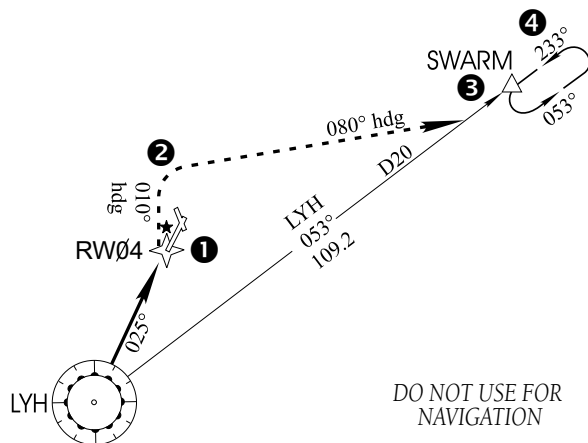 4
233°
SWARM
3
053°
080° hdg
2
D20
010°
hdg
LYH
053°
109.2
RWØ4
1
025°
LYH
DO NOT USE FOR
NAVIGATION